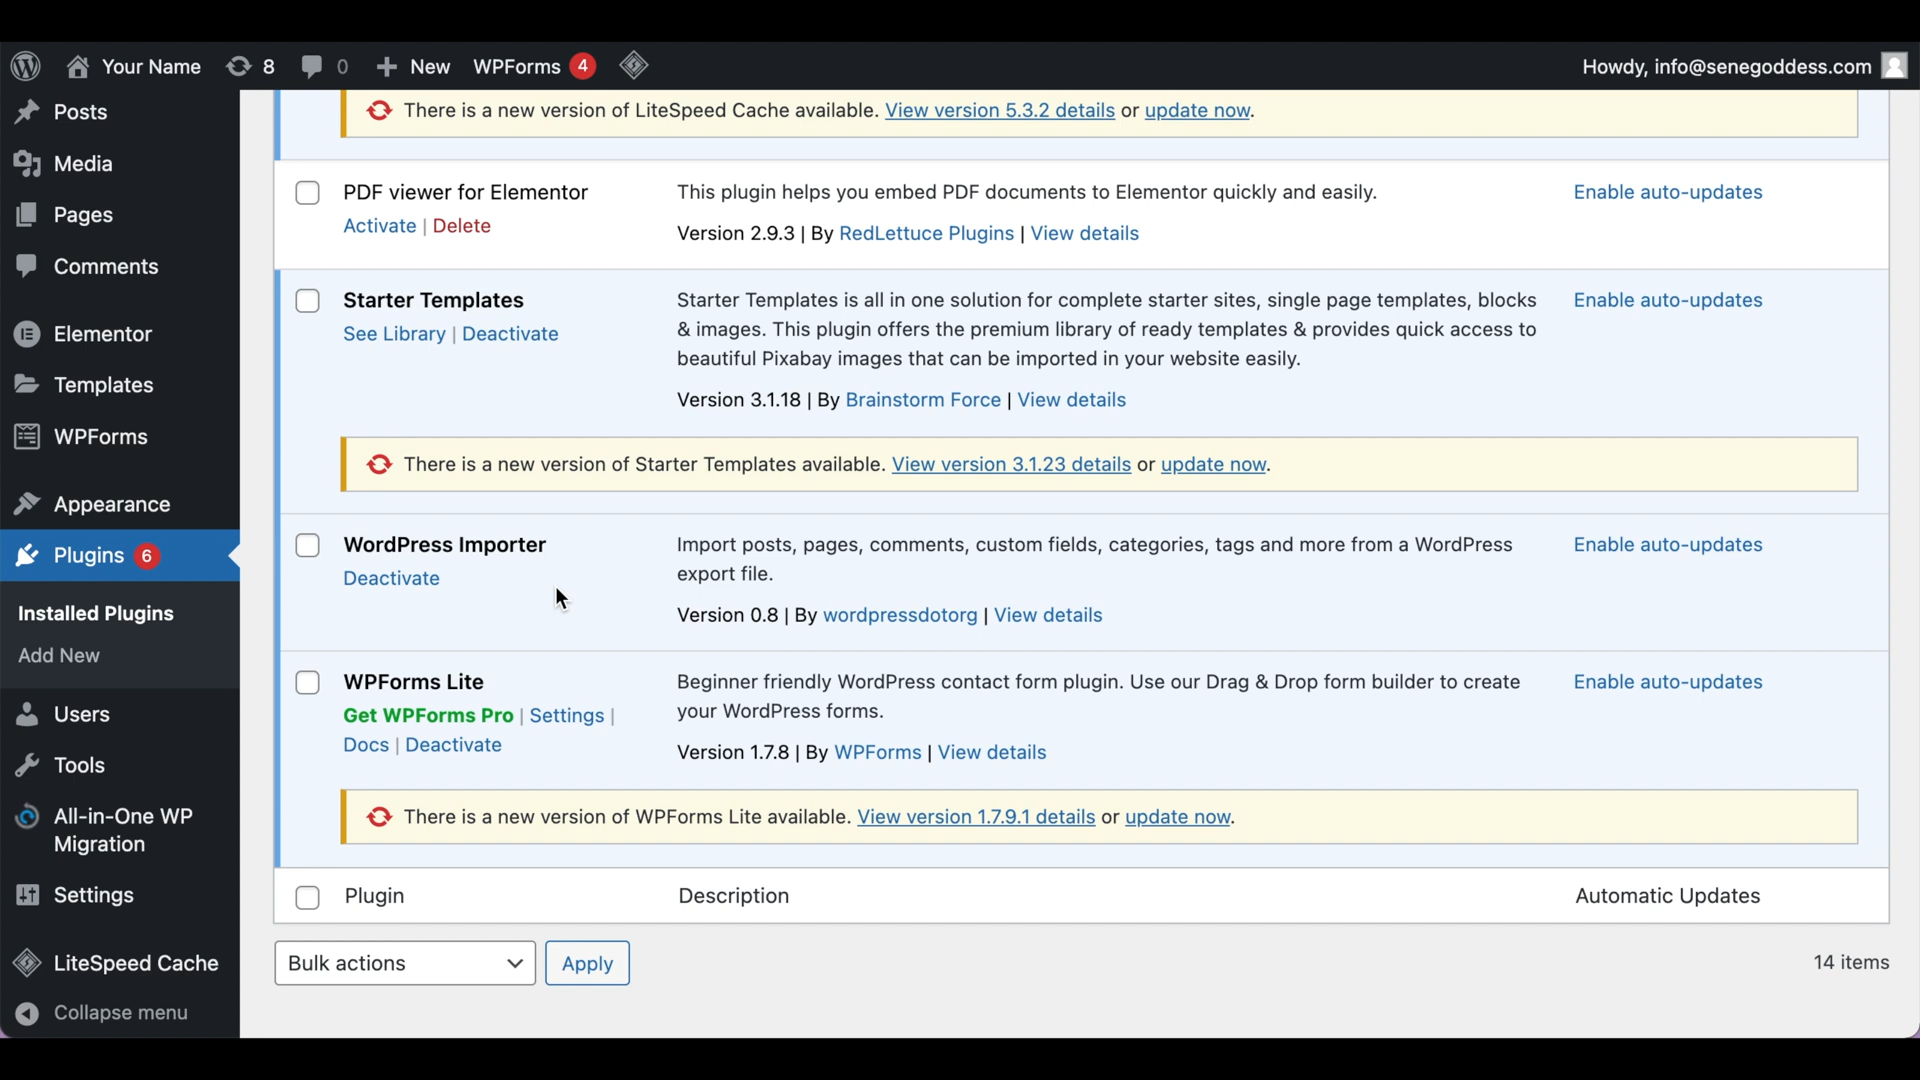 Your Name 8 0 New WPForms 4 Howdy, info@senegoddess.com
Posts
Media
Pages
Comments
Elementor
Templates
WPForms
Appearance
Plugins 6
Installed Plugins
Add New
Users
Tools
All-in-One WP
Migration
Settings
LiteSpeed Cache
Collapse menu
There is a new version of LiteSpeed Cache available. View version 5.3.2 details or update now.
PDF viewer for Elementor
Activate | Delete
This plugin helps you embed PDF documents to Elementor quickly and easily.
Version 2.9.3 | By RedLettuce Plugins | View details
Enable auto-updates
Starter Templates
See Library | Deactivate
Starter Templates is all in one solution for complete starter sites, single page templates, blocks
& images. This plugin offers the premium library of ready templates & provides quick access to
beautiful Pixabay images that can be imported in your website easily.
Version 3.1.18 | By Brainstorm Force | View details
Enable auto-updates
There is a new version of Starter Templates available. View version 3.1.23 details or update now.
WordPress Importer
Deactivate
Import posts, pages, comments, custom fields, categories, tags and more from a WordPress
export file.
Version 0.8 | By wordpressdotorg | View details
Enable auto-updates
WPForms Lite
Get WPForms Pro | Settings |
Docs | Deactivate
Beginner friendly WordPress contact form plugin. Use our Drag & Drop form builder to create
your WordPress forms.
Version 1.7.8 | By WPForms | View details
Enable auto-updates
There is a new version of WPForms Lite available. View version 1.7.9.1 details or update now.
Plugin Description Automatic Updates
Bulk actions Apply 14 items